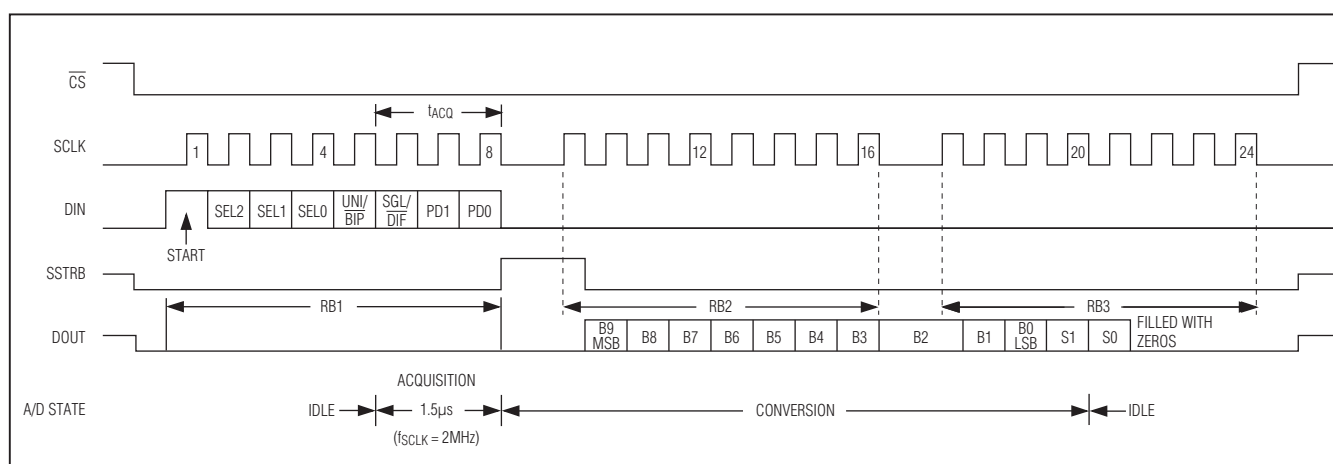 CS
tACQ
SCLK 1 4 8 12 16 20 24
DIN SEL2 SEL1 SEL0 UNI/BIP SGL/DIF PD1 PD0
START
SSTRB
RB1 RB2 RB3
DOUT B9 MSB B8 B7 B6 B5 B4 B3 B2 B1 B0 LSB S1 S0 FILLED WITH ZEROS
ACQUISITION
A/D STATE IDLE 1.5µs CONVERSION IDLE
(fSCLK = 2MHz)